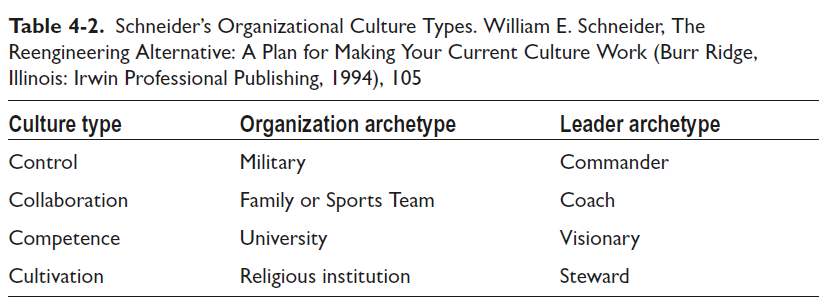 Table 4-2. Schneider’s Organizational Culture Types. William E. Schneider, The
Reengineering Alternative: A Plan for Making Your Current Culture Work (Burr Ridge,
Illinois: Irwin Professional Publishing, 1994), 105
Culture type Organization archetype Leader archetype
Control Military Commander
Collaboration Family or Sports Team Coach
Competence University Visionary
Cultivation Religious institution Steward